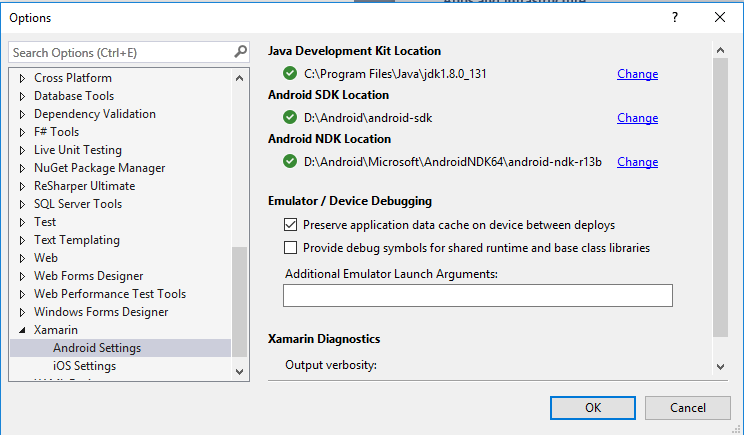 Options
Search Options (Ctrl+E)
Cross Platform
Database Tools
Dependency Validation
F# Tools
Live Unit Testing
NuGet Package Manager
ReSharper Ultimate
SQL Server Tools
Test
Text Templating
Web
Web Forms Designer
Web Performance Test Tools
Windows Forms Designer
Xamarin
Android Settings
iOS Settings
Java Development Kit Location
C:\Program Files\Java\jdk1.8.0_131 Change
Android SDK Location
D:\Android\android-sdk Change
Android NDK Location
D:\Android\Microsoft\AndroidNDK64\android-ndk-r13b Change
Emulator / Device Debugging
Preserve application data cache on device between deploys
Provide debug symbols for shared runtime and base class libraries
Additional Emulator Launch Arguments:
Xamarin Diagnostics
Output verbosity:
OK
Cancel